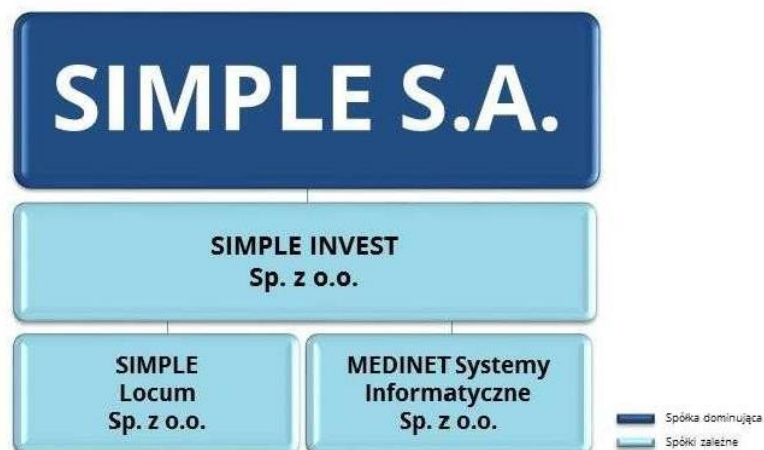 SIMPLE S.A.
SIMPLE INVEST
Sp. z o.o.
SIMPLE
Locum
Sp. z o.o.
MEDINET Systemy
Informatyczne
Sp. z o.o.
Spółka dominująca
Spółki zależne